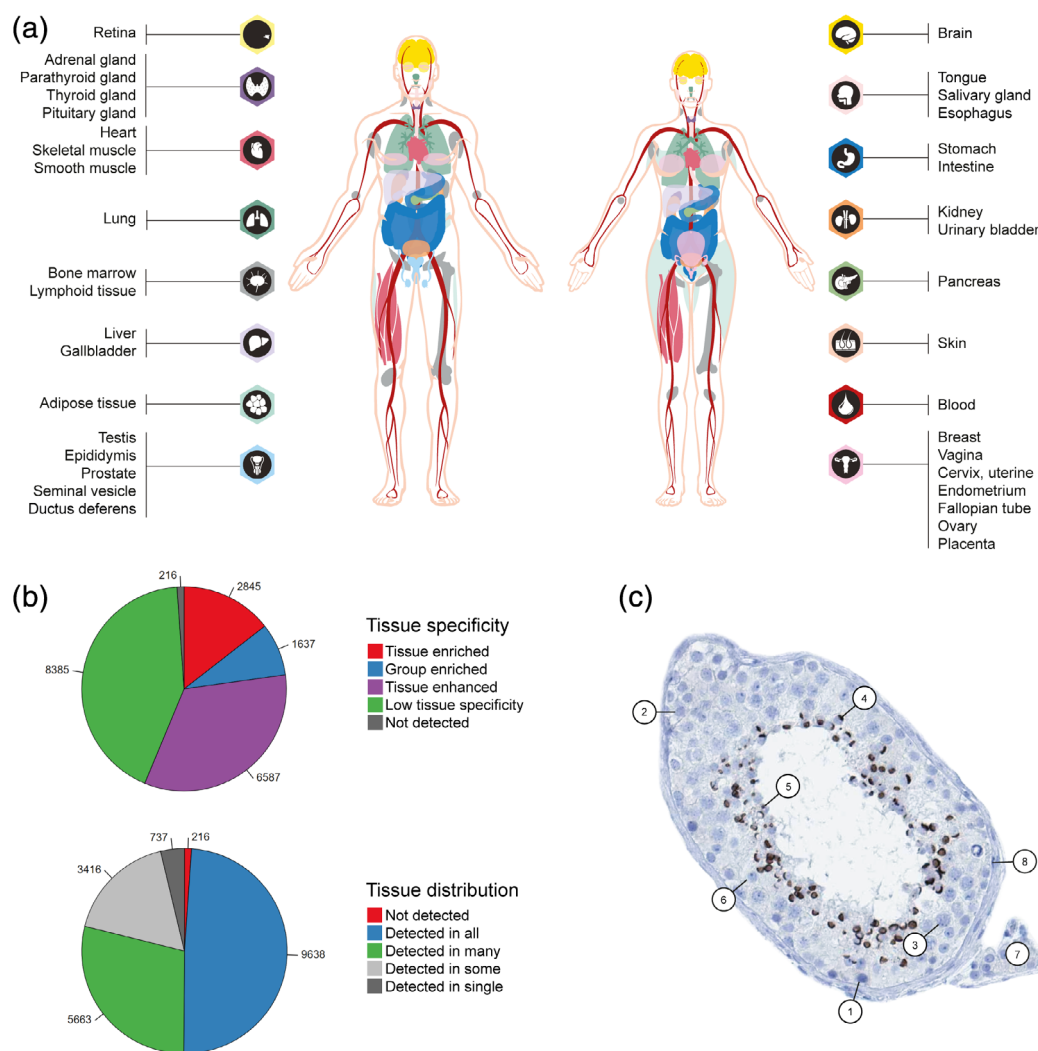 (a)
Retina
Adrenal gland
Parathyroid gland
Thyroid gland
Pituitary gland
Heart
Skeletal muscle
Smooth muscle
Lung
Bone marrow
Lymphoid tissue
Liver
Gallbladder
Adipose tissue
Testis
Epididymis
Prostate
Seminal vesicle
Ductus deferens
Brain
Tongue
Salivary gland
Esophagus
Stomach
Intestine
Kidney
Urinary bladder
Pancreas
Skin
Blood
Breast
Vagina
Cervix, uterine
Endometrium
Fallopian tube
Ovary
Placenta
(b)
216
2845
1637
8385
6587
Tissue specificity
Tissue enriched
Group enriched
Tissue enhanced
Low tissue specificity
Not detected
737
216
3416
9638
5663
Tissue distribution
Not detected
Detected in all
Detected in many
Detected in some
Detected in single
(c)
2
4
5
8
6
3
7
1